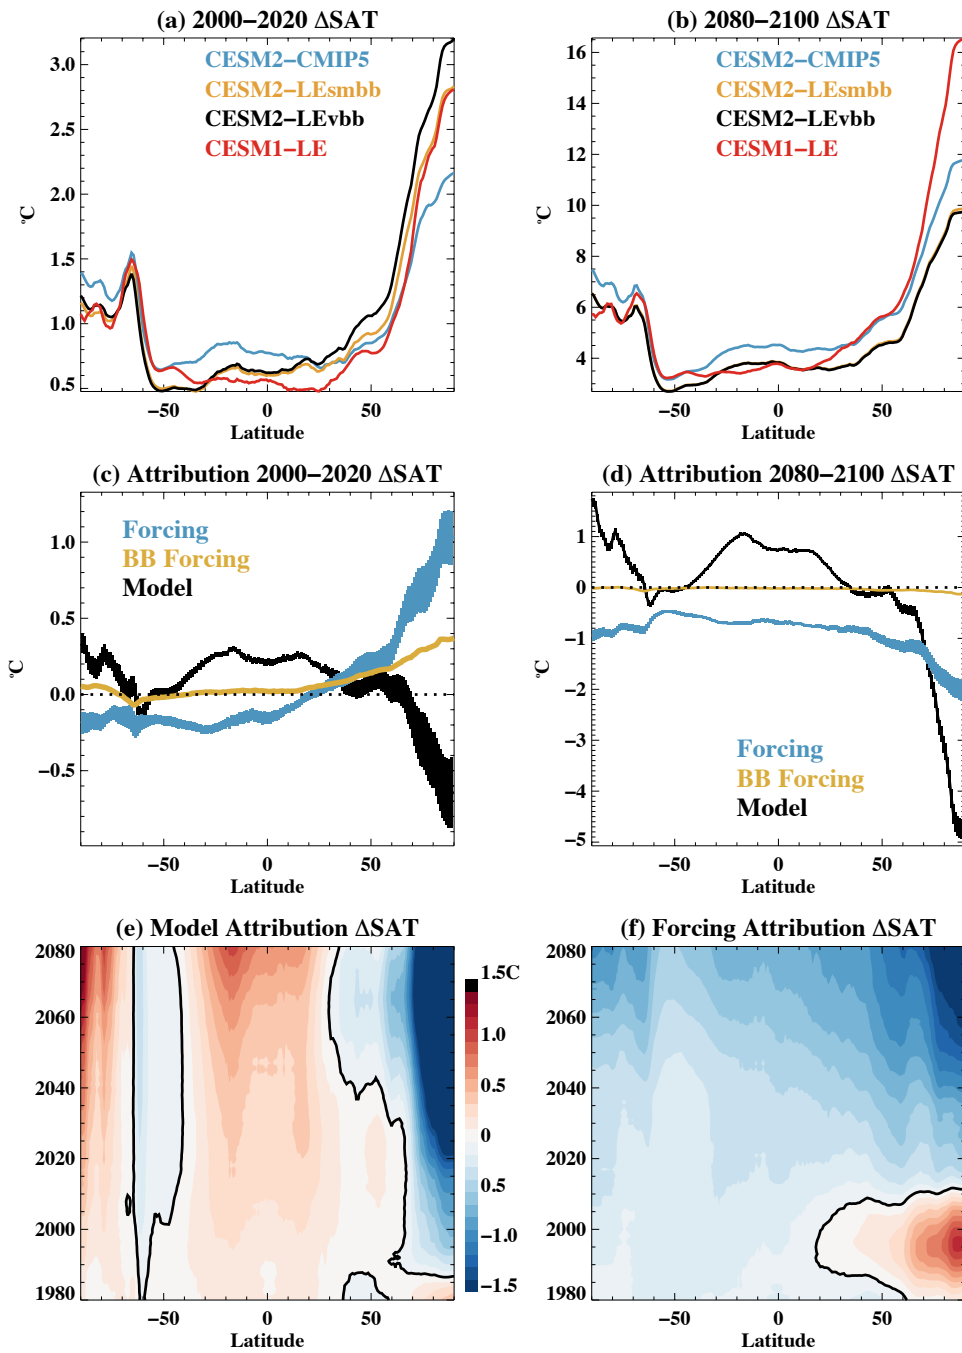 (a) 2000−2020 ΔSAT
CESM2−CMIP5
CESM2−LEsmbb
CESM2−LEvbb
CESM1−LE
°C
3.0
2.5
2.0
1.5
1.0
0.5
−50 0 50
Latitude
(b) 2080−2100 ΔSAT
CESM2−CMIP5
CESM2−LEsmbb
CESM2−LEvbb
CESM1−LE
°C
16
14
12
10
8
6
4
−50 0 50
Latitude
(c) Attribution 2000−2020 ΔSAT
Forcing
BB Forcing
Model
°C
1.0
0.5
0.0
−0.5
−50 0 50
Latitude
(d) Attribution 2080−2100 ΔSAT
°C
1
0
−1
−2
−3
−4
−5
Forcing
BB Forcing
Model
−50 0 50
Latitude
(e) Model Attribution ΔSAT
2080
2060
2040
2020
2000
1980
−50 0 50
Latitude
1.5C
1.0
0.5
0
−0.5
−1.0
−1.5
(f) Forcing Attribution ΔSAT
2080
2060
2040
2020
2000
1980
−50 0 50
Latitude